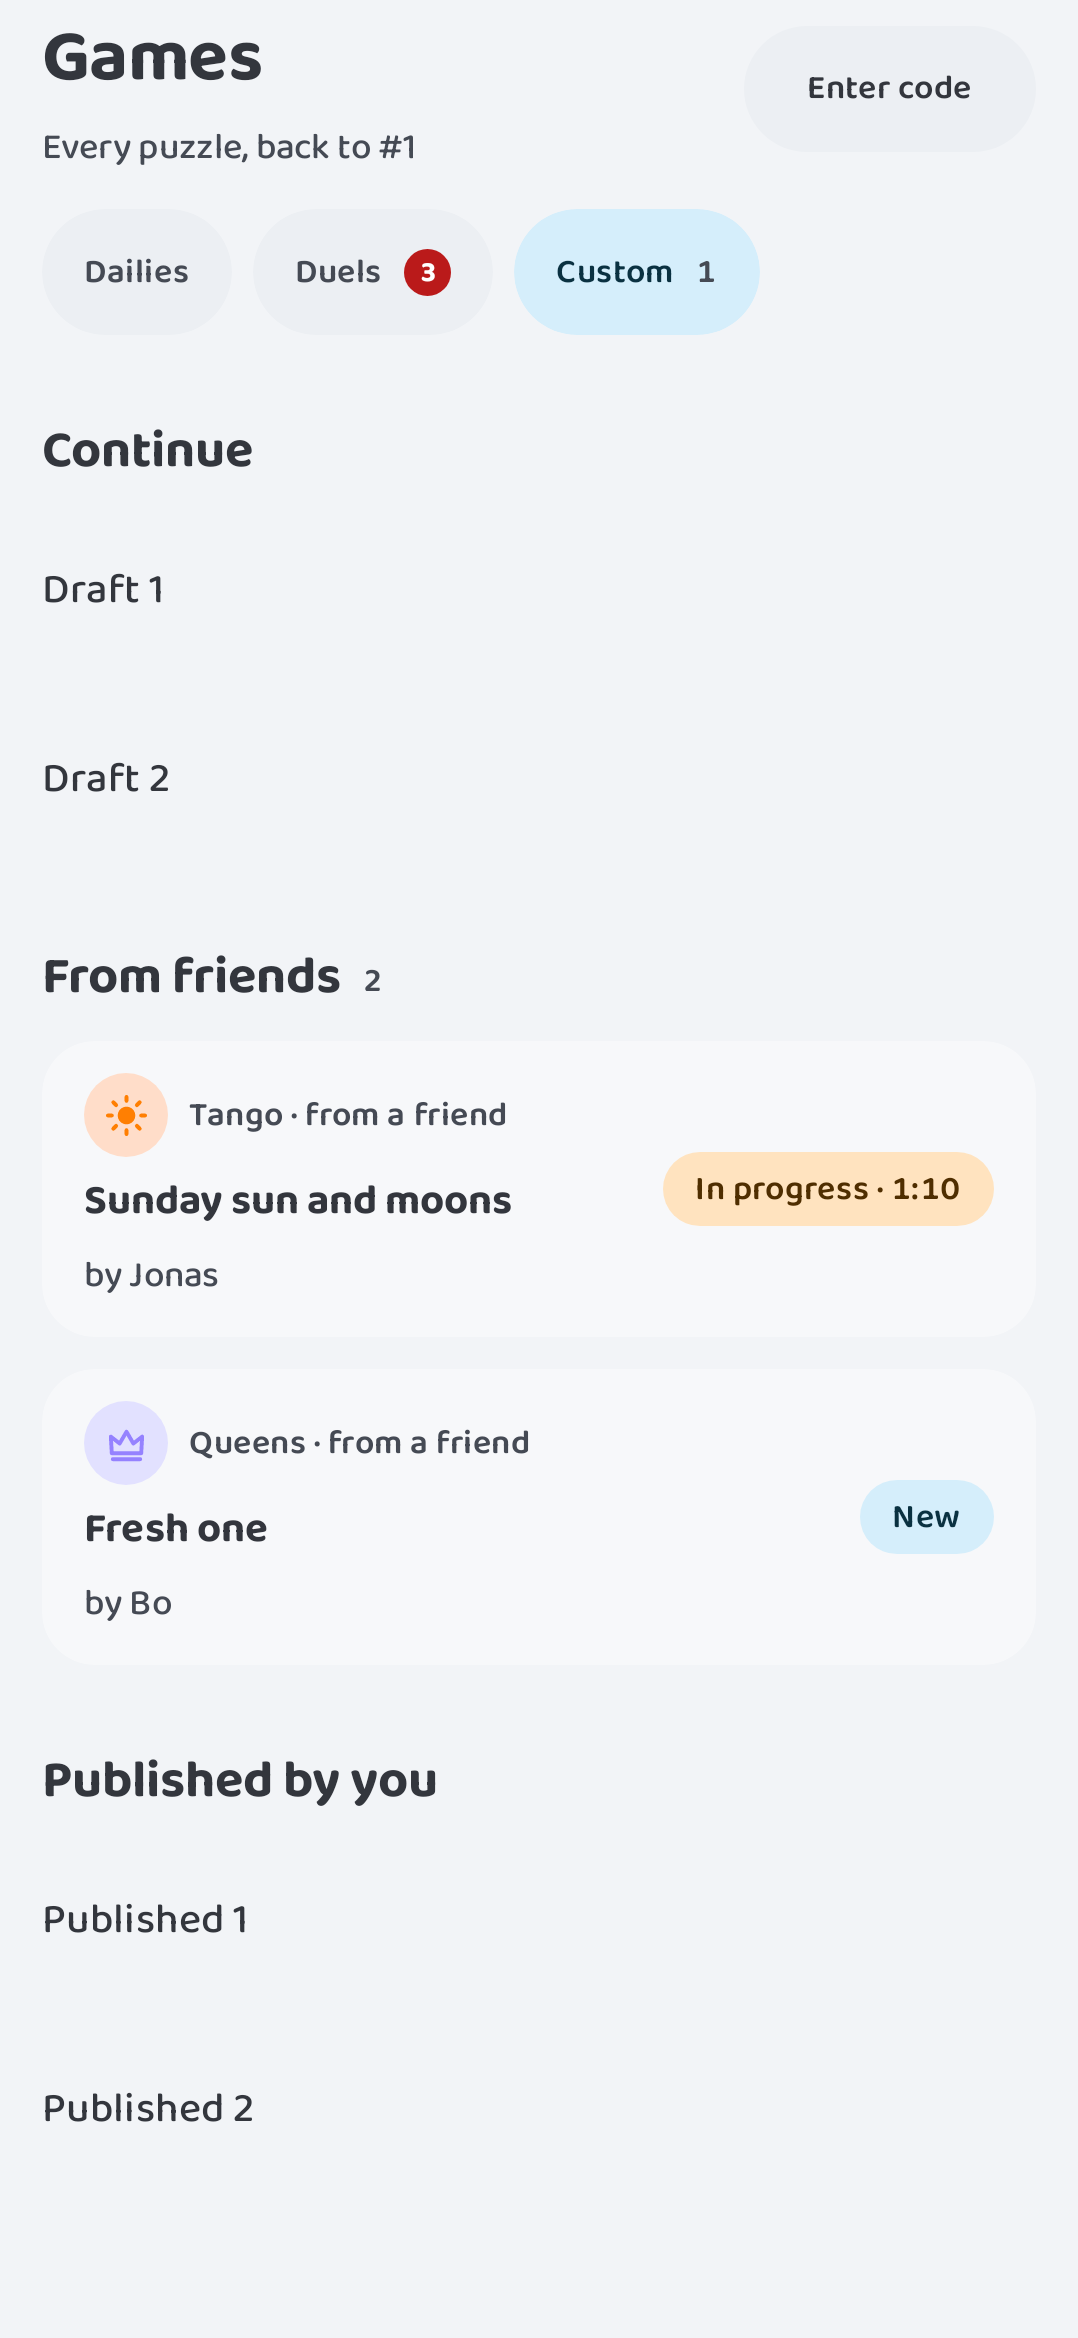 Games
Enter code
Every puzzle, back to #1
Dailies
Duels 3
Custom 1
Continue
Draft 1
Draft 2
From friends 2
Tango · from a friend
Sunday sun and moons
In progress · 1:10
by Jonas
Queens · from a friend
Fresh one
New
by Bo
Published by you
Published 1
Published 2